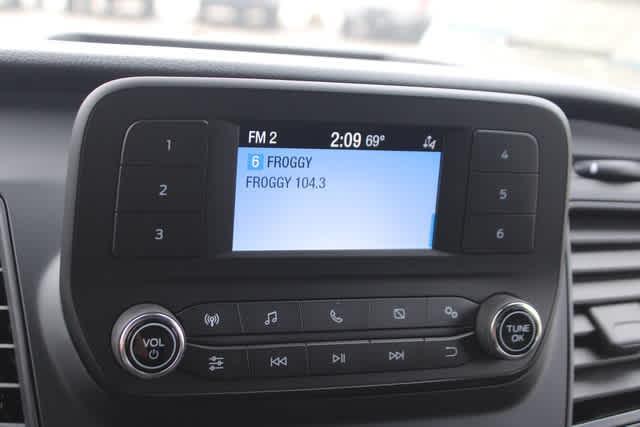 FM 2 2:09 69°
6 FROGGY
FROGGY 104.3
1
2
3
4
5
6
VOL
TUNE
OK